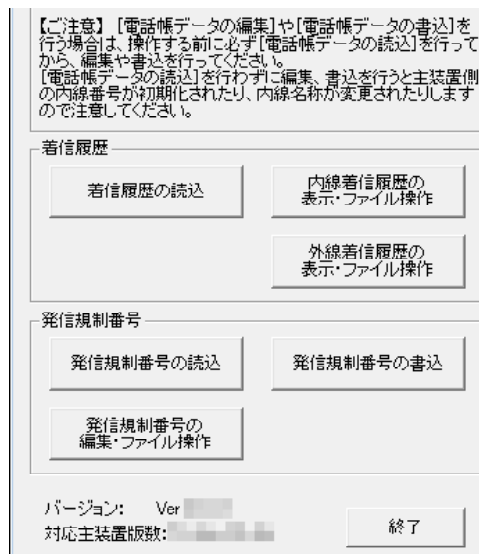 【ご注意】 [電話帳データの編集]や[電話帳データの書込]を
行う場合は、操作する前に必ず[電話帳データの読込]を行って
から、編集や書込を行ってください。
[電話帳データの読込]を行わずに編集、書込を行うと主装置側
の内線番号が初期化されたり、内線名称が変更されたりします
ので注意してください。
着信履歴
着信履歴の読込
内線着信履歴の
表示・ファイル操作
外線着信履歴の
表示・ファイル操作
発信規制番号
発信規制番号の読込
発信規制番号の書込
発信規制番号の
編集・ファイル操作
バージョン: Ver
対応主装置版数:
終了